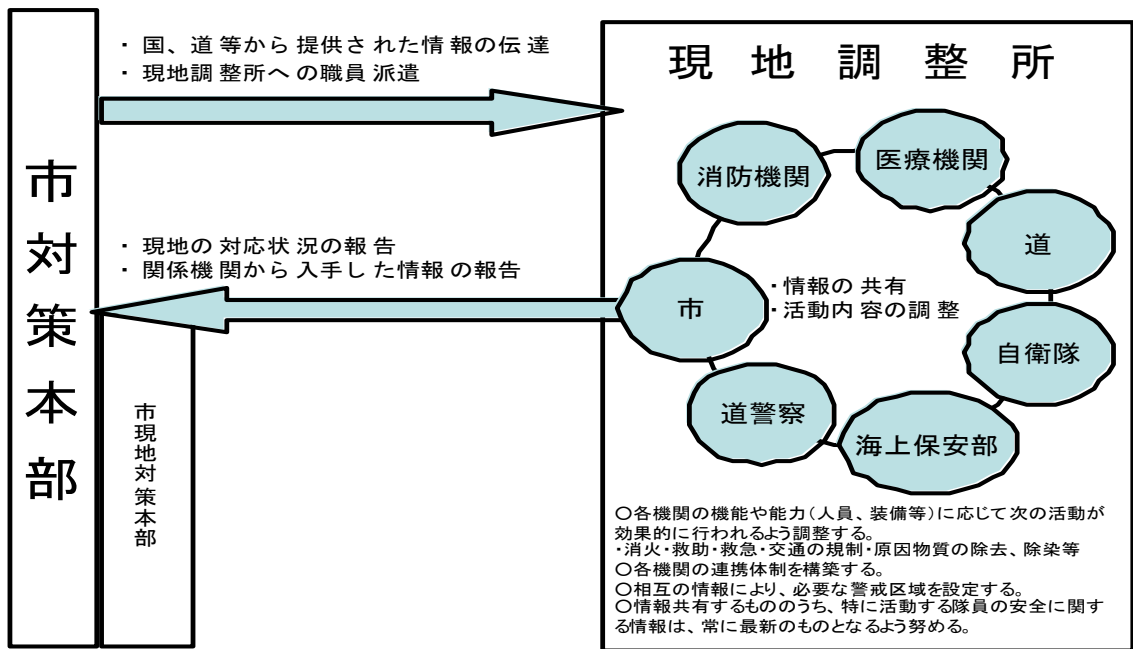 ・国、道等から提供された情報の伝達
・現地調整所への職員派遣
市対策本部
・現地の対応状況の報告
・関係機関から入手した情報の報告
市現地対策本部
現地調整所
消防機関
医療機関
道
市
・情報の共有
・活動内容の調整
自衛隊
道警察
海上保安部
○各機関の機能や能力(人員、装備等)に応じて次の活動が
効果的に行われるよう調整する。
・消火・救助・救急・交通の規制・原因物質の除去、除染等
○各機関の連携体制を構築する。
○相互の情報により、必要な警戒区域を設定する。
○情報共有するもののうち、特に活動する隊員の安全に関す
る情報は、常に最新のものとなるよう努める。